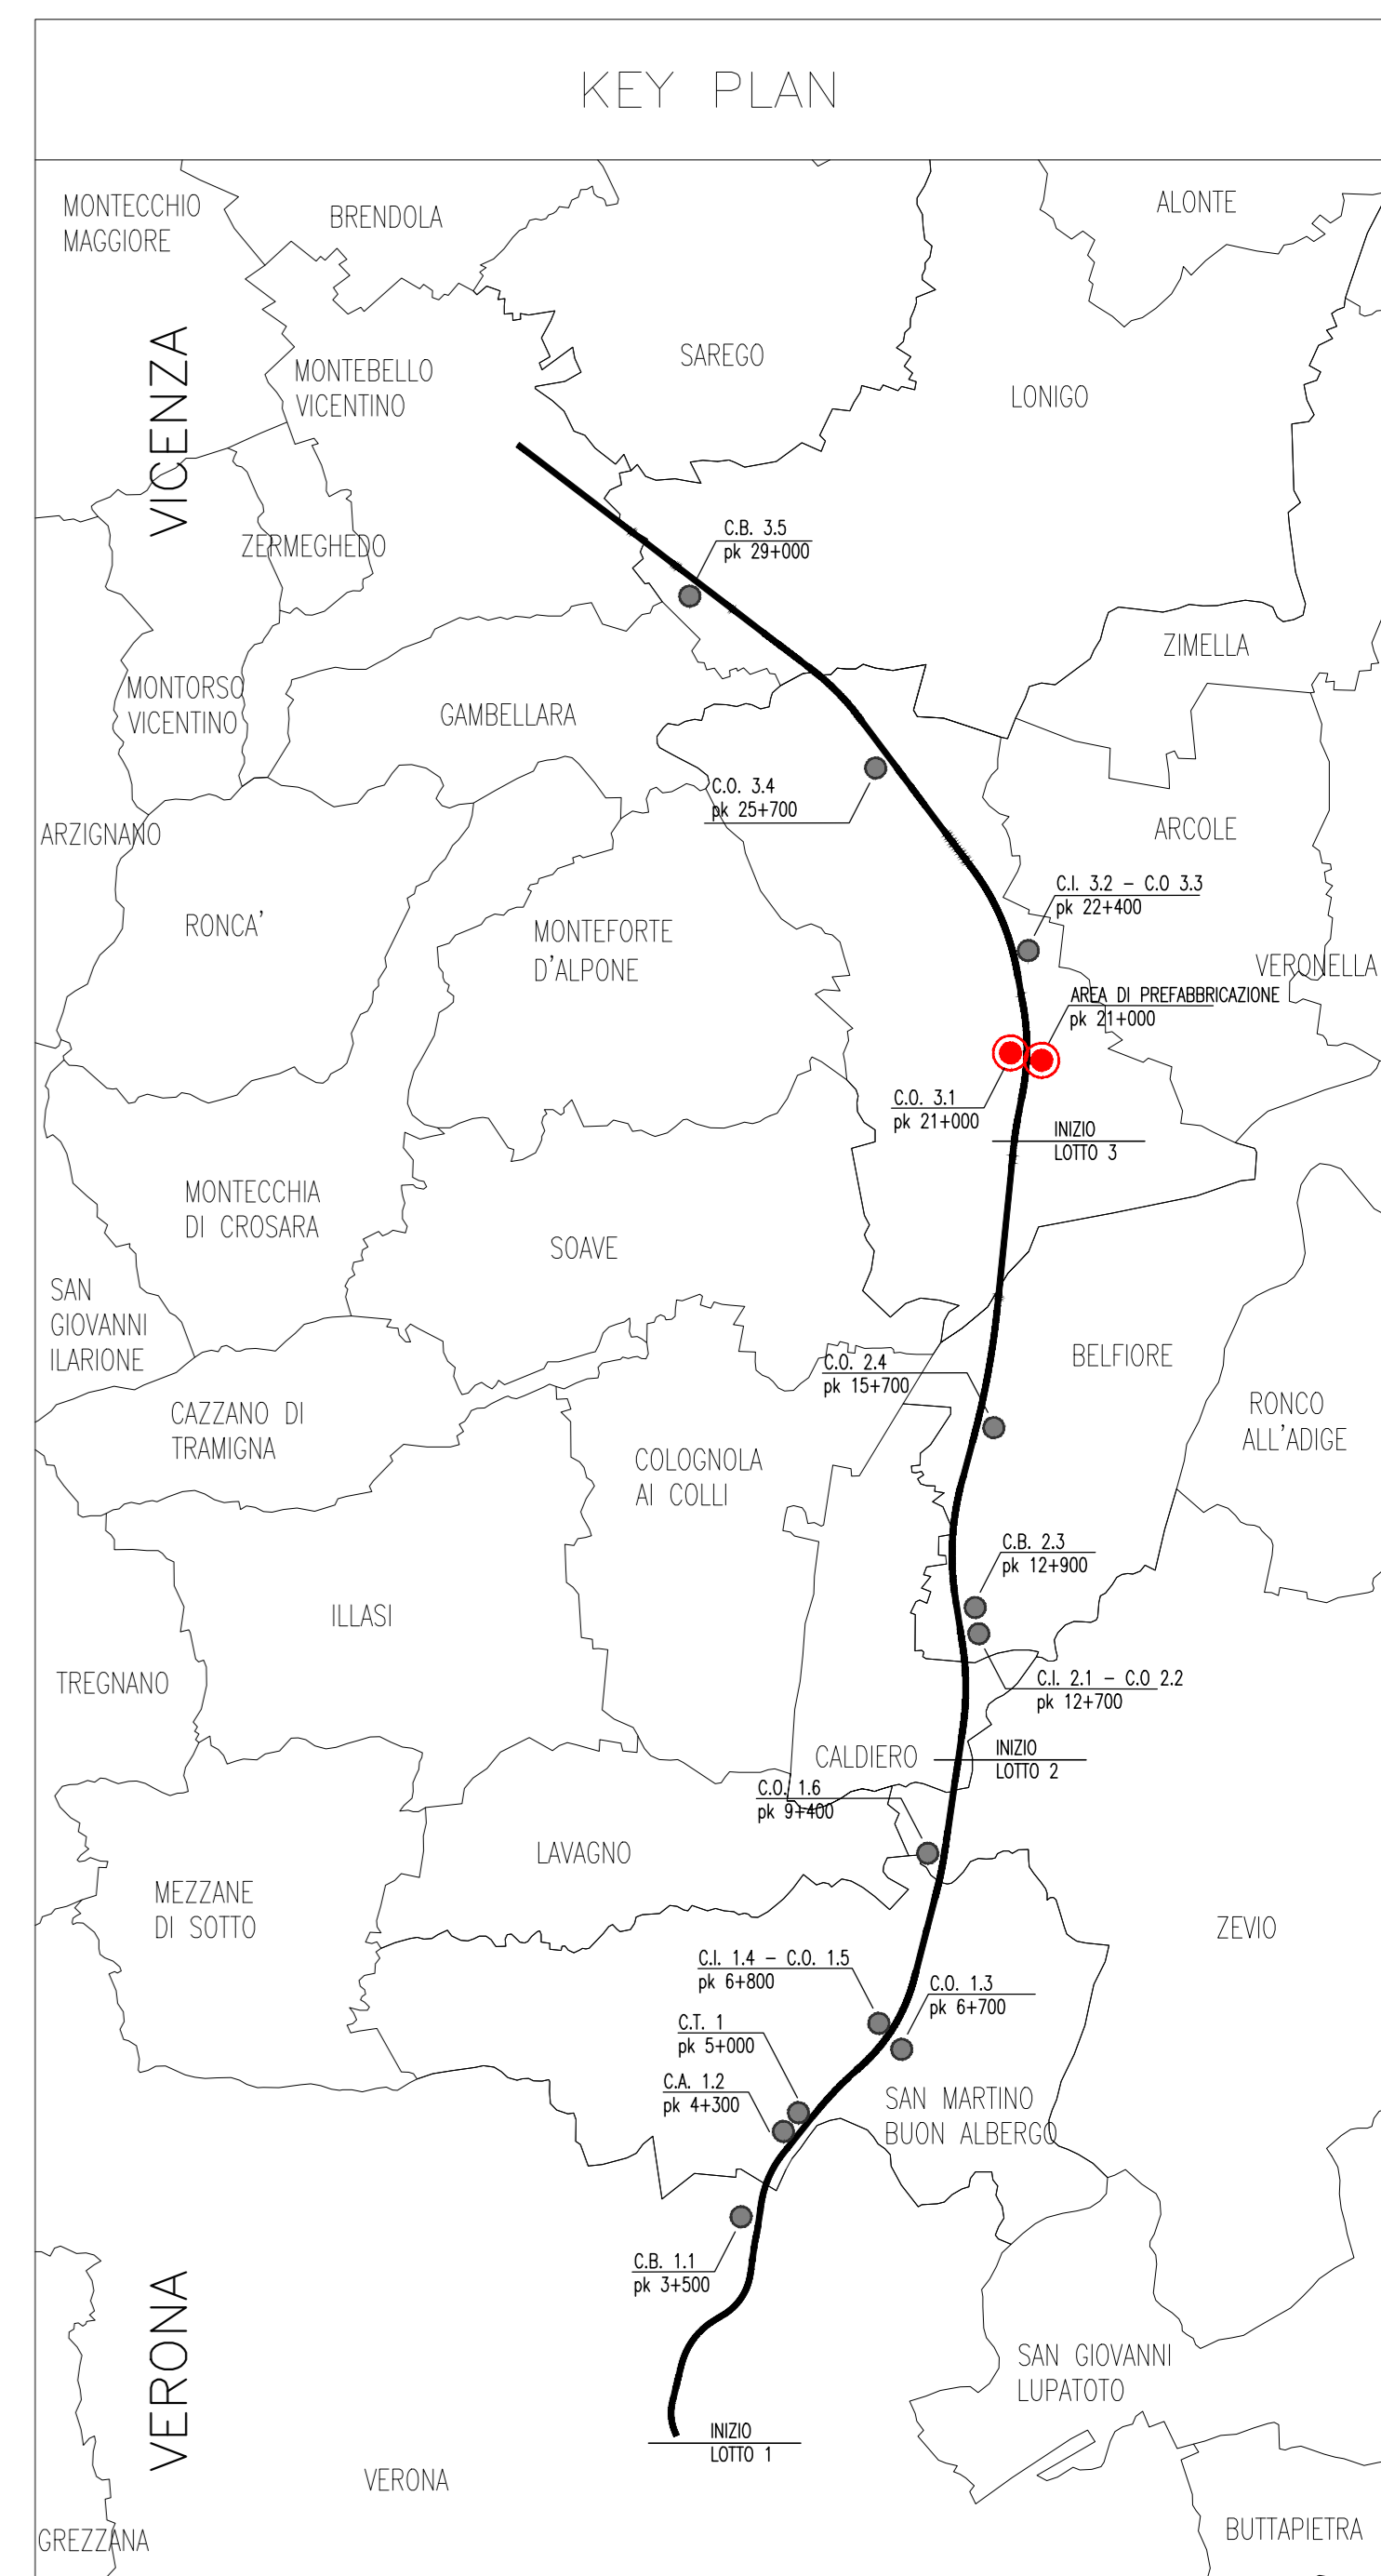 KEY PLAN
MONTECCHIO
MAGGIORE
BRENDOLA
ALONTE
VICENZA
MONTEBELLO
VICENTINO
SAREGO
LONIGO
C.B. 3.5
pk 29+000
ZERMEGHEDO
ZIMELLA
MONTORSO
VICENTINO
GAMBELLARA
C.O. 3.4
pk 25+700
ARZIGNANO
ARCOLE
RONCA'
C.I. 3.2 - C.O 3.3
pk 22+400
MONTEFORTE
D'ALPONE
VERONELLA
AREA DI PREFABBRICAZIONE
pk 21+000
C.O. 3.1
pk 21+000
INIZIO
LOTTO 3
MONTECCHIA
DI CROSARA
SOAVE
SAN
GIOVANNI
ILARIONE
BELFIORE
C.O. 2.4
pk 15+700
RONCO
ALL'ADIGE
CAZZANO DI
TRAMIGNA
COLOGNOLA
AI COLLI
C.B. 2.3
pk 12+900
ILLASI
TREGNANO
C.I. 2.1 - C.O 2.2
pk 12+700
CALDIERO
INIZIO
LOTTO 2
C.O. 1.6
pk 9+400
LAVAGNO
MEZZANE
DI SOTTO
ZEVIO
C.I. 1.4 - C.O. 1.5
pk 6+800
C.O. 1.3
pk 6+700
C.T. 1
pk 5+000
C.A. 1.2
pk 4+300
SAN MARTINO
BUON ALBERGO
C.B. 1.1
pk 3+500
VERONA
SAN GIOVANNI
LUPATOTO
INIZIO
LOTTO 1
VERONA
GREZZANA
BUTTAPIETRA